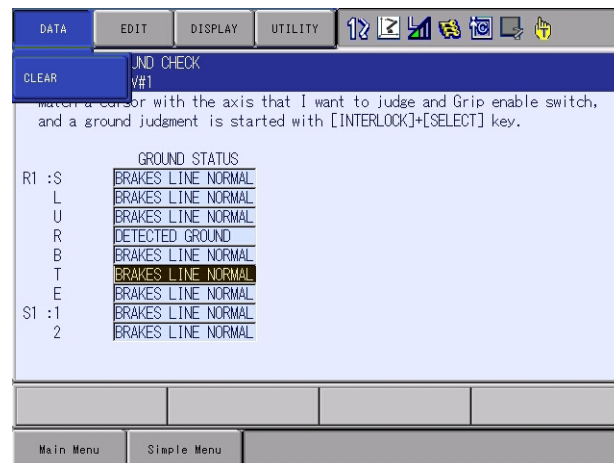 DATA EDIT DISPLAY UTILITY
CLEAR
UND CHECK
V#1
Match a cursor with the axis that I want to judge and Grip enable switch,
and a ground judgment is started with [INTERLOCK]+[SELECT] key.
GROUND STATUS
R1 :S BRAKES LINE NORMAL
L BRAKES LINE NORMAL
U BRAKES LINE NORMAL
R DETECTED GROUND
B BRAKES LINE NORMAL
T BRAKES LINE NORMAL
E BRAKES LINE NORMAL
S1 :1 BRAKES LINE NORMAL
2 BRAKES LINE NORMAL
Main Menu Simple Menu